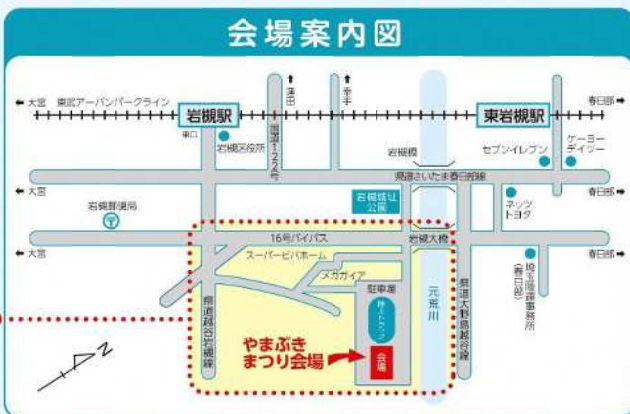 会場案内図
← 大宮
東武アーバンパークライン
岩槻駅
東口
岩槻区役所
国道122号
↑ 蓮田
↑ 幸手
岩槻橋
東岩槻駅
春日部 →
ケーヨーデイツー
セブンイレブン
県道さいたま春日部線
← 大宮
春日部 →
岩槻城址
公園
ネッツ
トヨタ
岩槻郵便局
16号バイパス
岩槻大橋
← 大宮
春日部 →
スーパービバホーム
メガガイア
駐車場
元荒川
県道大野島越谷線
埼玉陸運事務所
(春日部)
県道越谷岩槻線
やまぶき
まつり会場
会場
N